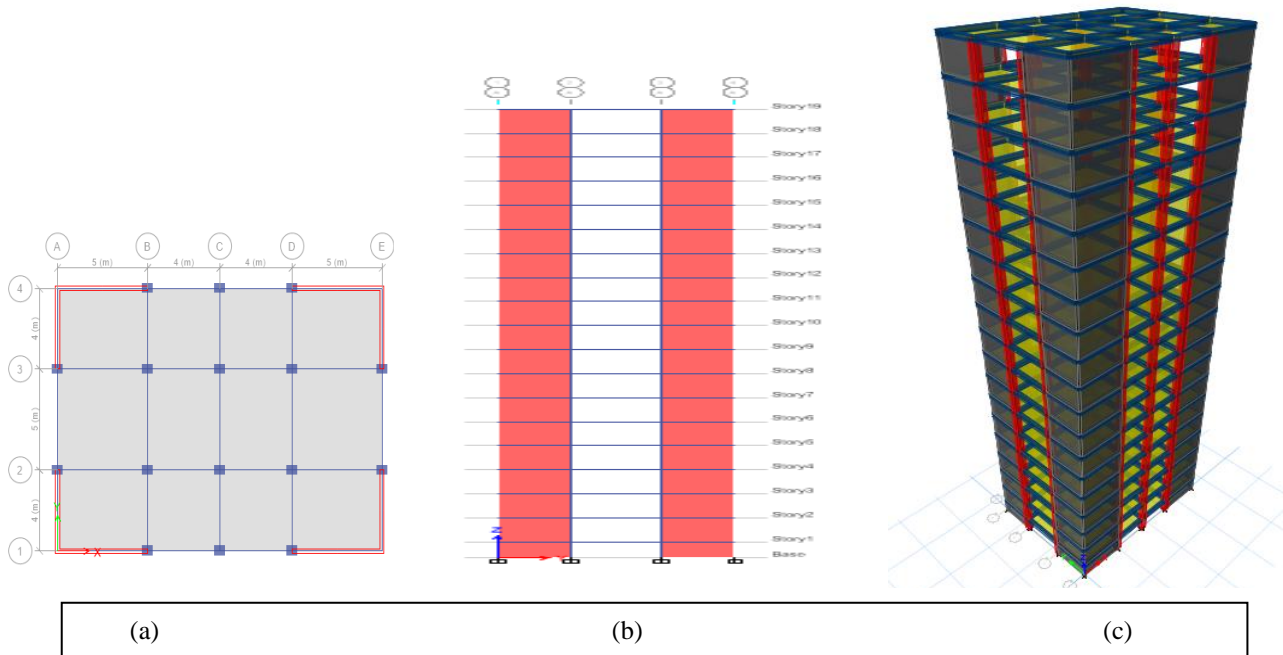 A B C D E
5 (m) 4 (m) 4 (m) 5 (m)
4
4 (m)
3
5 (m)
2
4 (m)
1
X
Story19
Story18
Story17
Story16
Story15
Story14
Story13
Story12
Story11
Story10
Story9
Story8
Story7
Story6
Story5
Story4
Story3
Story2
Story1
Base
Z
(a) (b) (c)